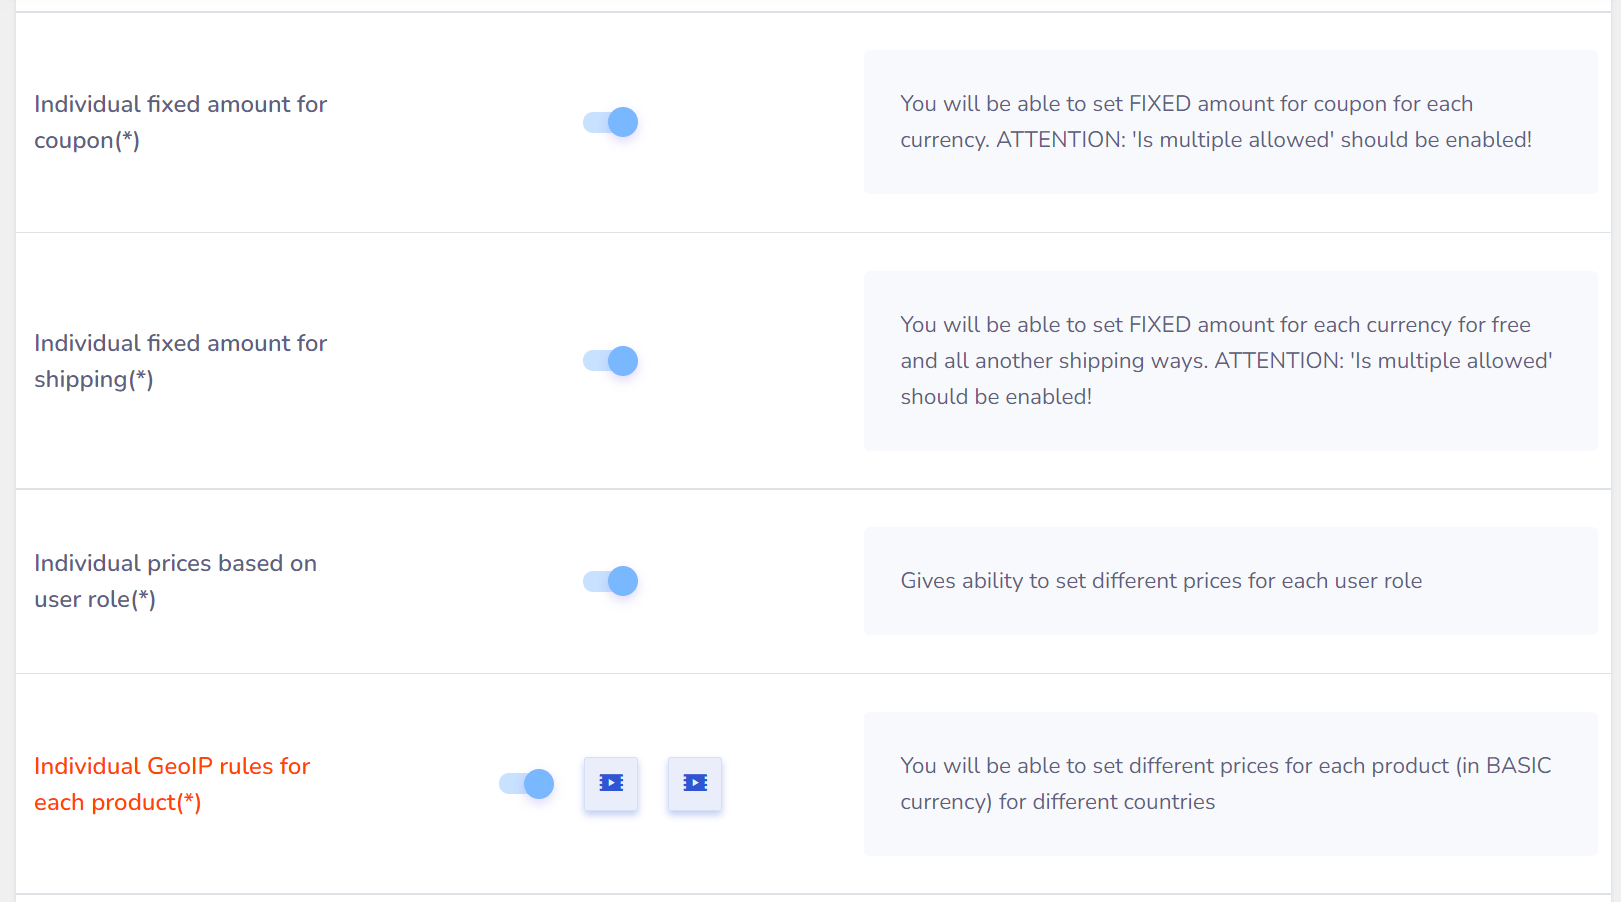 Individual fixed amount for
coupon(*)
You will be able to set FIXED amount for coupon for each
currency. ATTENTION: 'Is multiple allowed' should be enabled!
Individual fixed amount for
shipping(*)
You will be able to set FIXED amount for each currency for free
and all another shipping ways. ATTENTION: 'Is multiple allowed'
should be enabled!
Individual prices based on
user role(*)
Gives ability to set different prices for each user role
Individual GeoIP rules for
each product(*)
You will be able to set different prices for each product (in BASIC
currency) for different countries